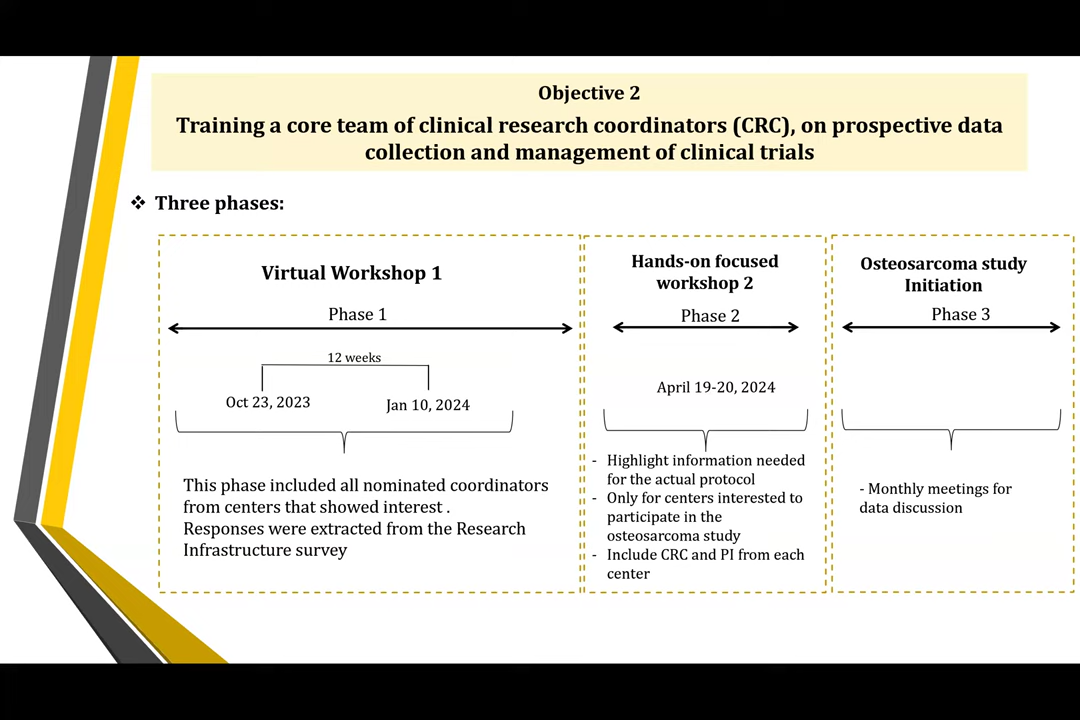 Objective 2
Training a core team of clinical research coordinators (CRC), on prospective data
collection and management of clinical trials
❖ Three phases:
Virtual Workshop 1
Phase 1
12 weeks
Oct 23, 2023
Jan 10, 2024
This phase included all nominated coordinators
from centers that showed interest .
Responses were extracted from the Research
Infrastructure survey
Hands-on focused
workshop 2
Phase 2
April 19-20, 2024
- Highlight information needed
for the actual protocol
- Only for centers interested to
participate in the
osteosarcoma study
- Include CRC and PI from each
center
Osteosarcoma study
Initiation
Phase 3
- Monthly meetings for
data discussion